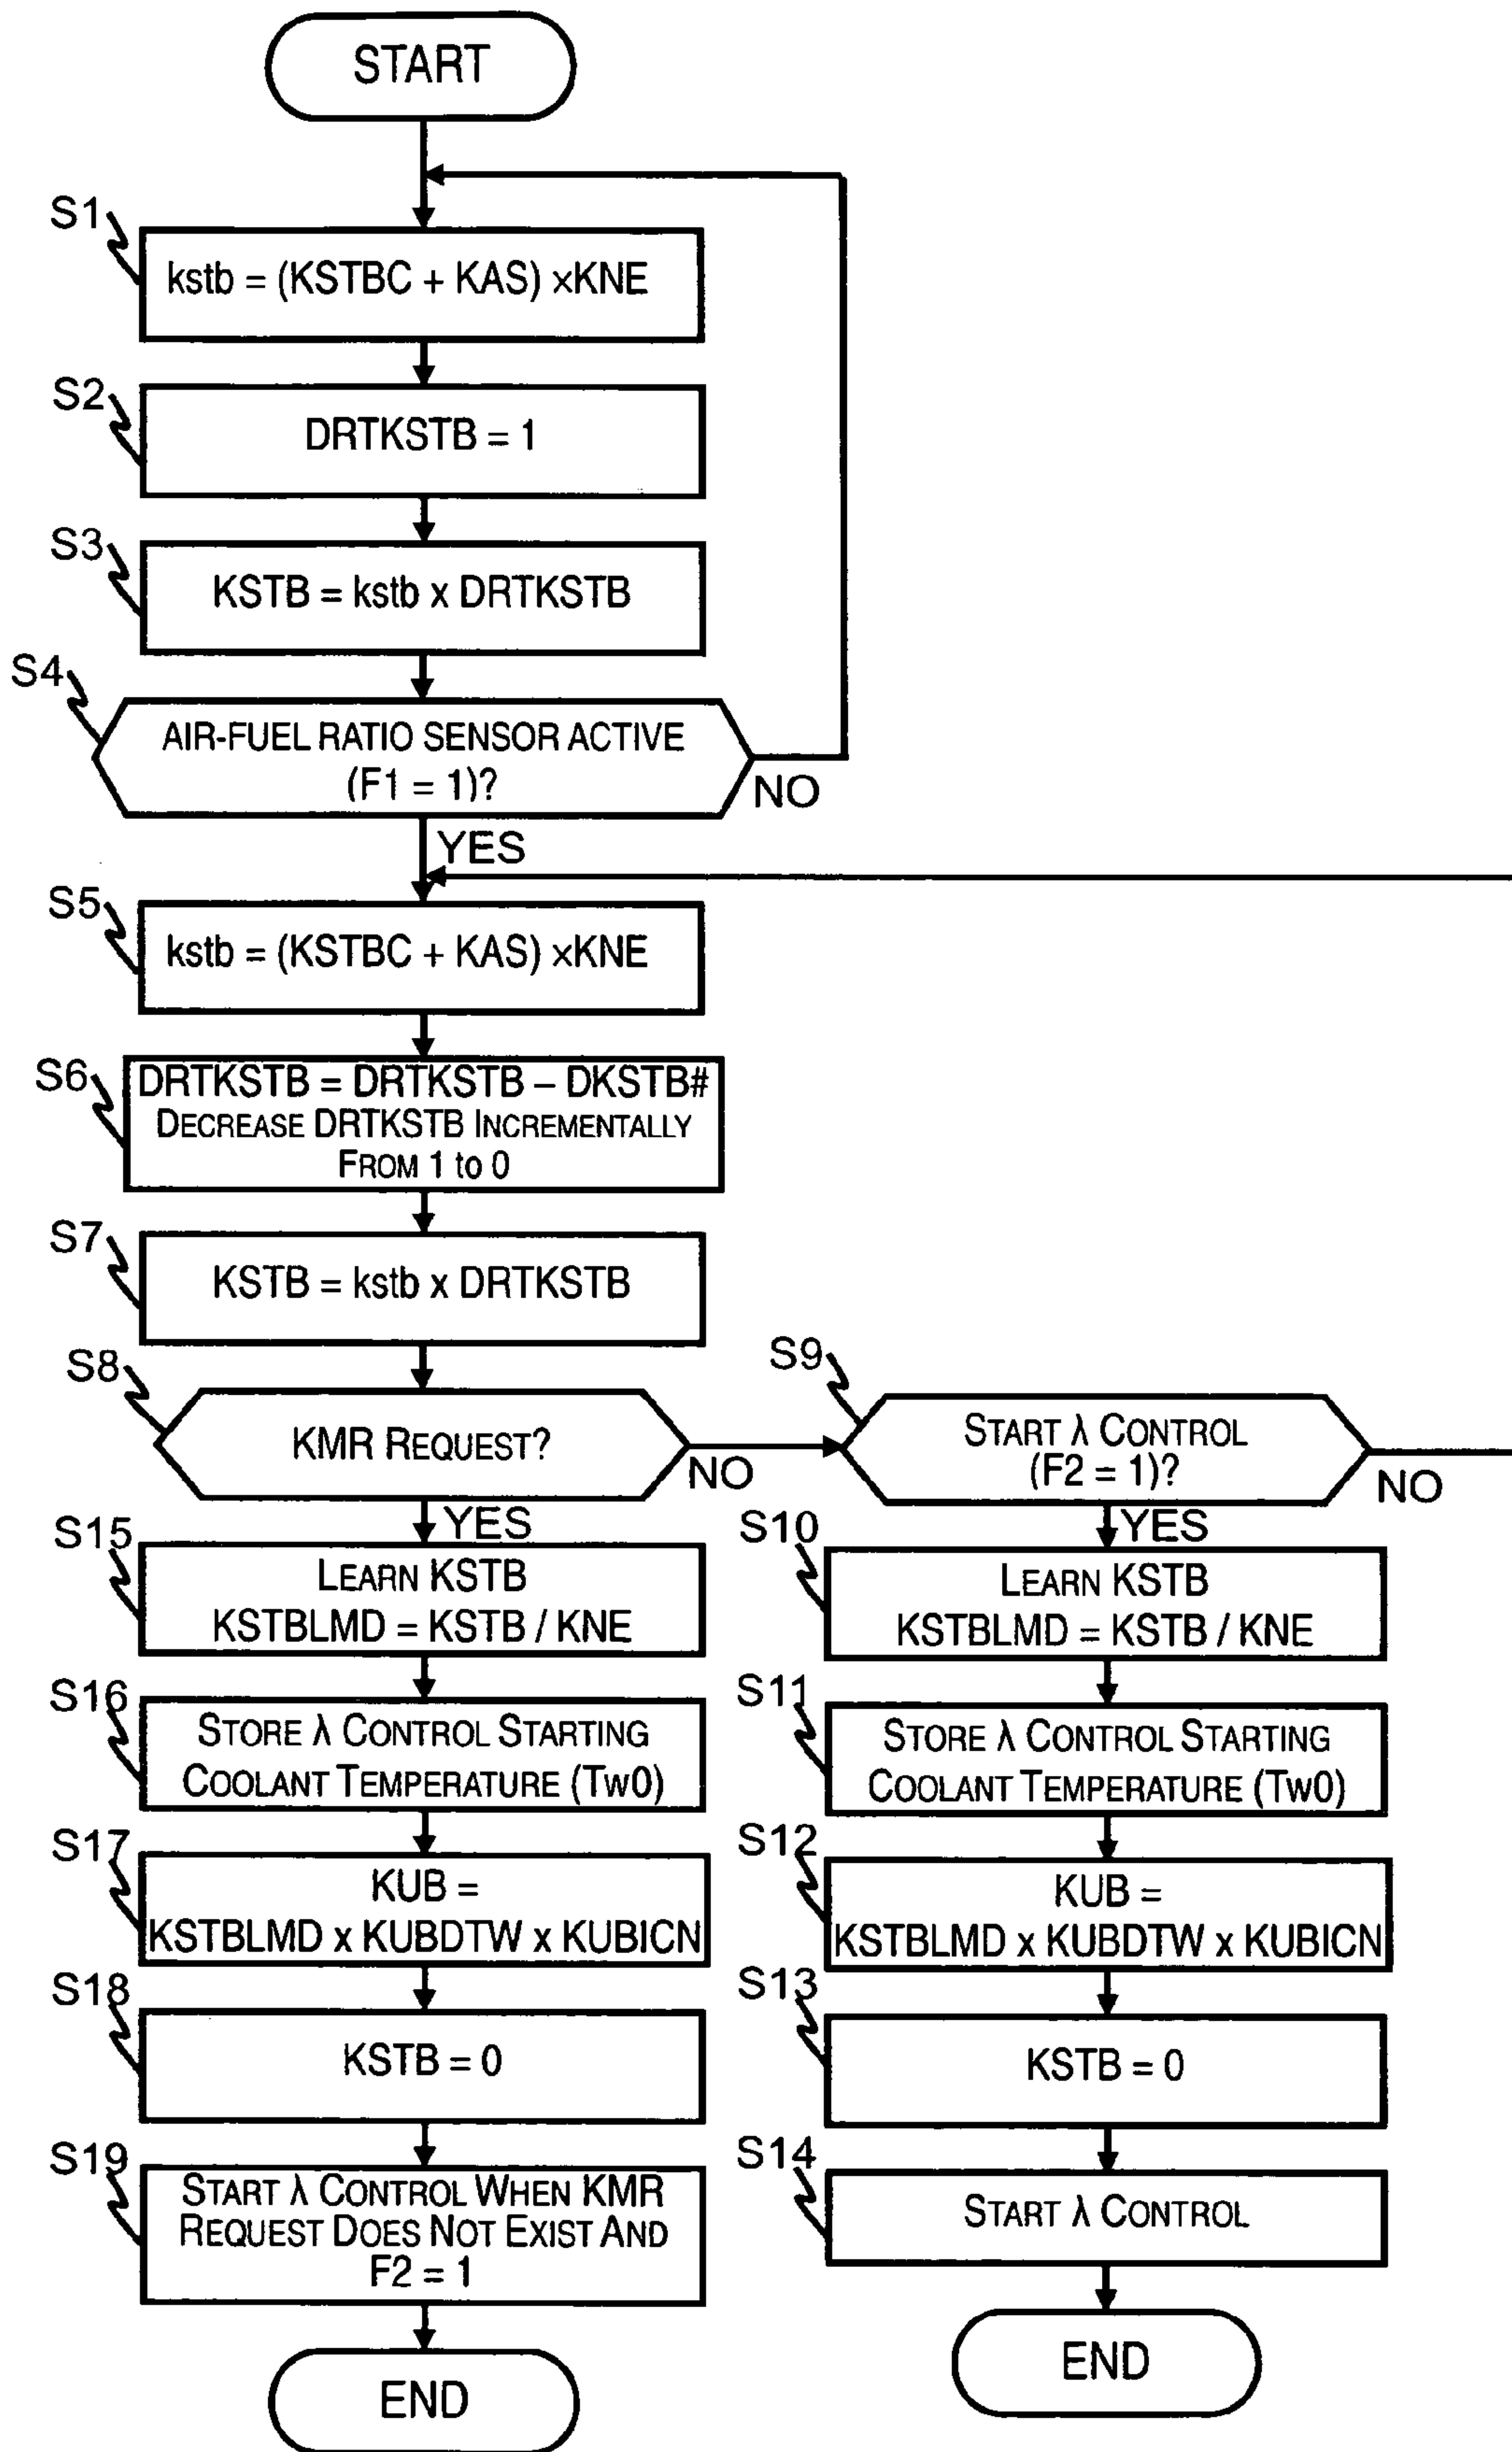 START
S1
kstb = (KSTBC + KAS) ×KNE
S2
DRTKSTB = 1
S3
KSTB = kstb x DRTKSTB
S4
AIR-FUEL RATIO SENSOR ACTIVE
(F1 = 1)?
NO
YES
S5
kstb = (KSTBC + KAS) ×KNE
S6
DRTKSTB = DRTKSTB – DKSTB#
DECREASE DRTKSTB INCREMENTALLY
FROM 1 to 0
S7
KSTB = kstb x DRTKSTB
S8
KMR REQUEST?
NO
YES
S9
START λ CONTROL
(F2 = 1)?
NO
YES
S15
LEARN KSTB
KSTBLMD = KSTB / KNE
S16
STORE λ CONTROL STARTING
COOLANT TEMPERATURE (TW0)
S17
KUB =
KSTBLMD x KUBDTW x KUBICN
S18
KSTB = 0
S19
START λ CONTROL WHEN KMR
REQUEST DOES NOT EXIST AND
F2 = 1
END
S10
LEARN KSTB
KSTBLMD = KSTB / KNE
S11
STORE λ CONTROL STARTING
COOLANT TEMPERATURE (TW0)
S12
KUB =
KSTBLMD x KUBDTW x KUBICN
S13
KSTB = 0
S14
START λ CONTROL
END